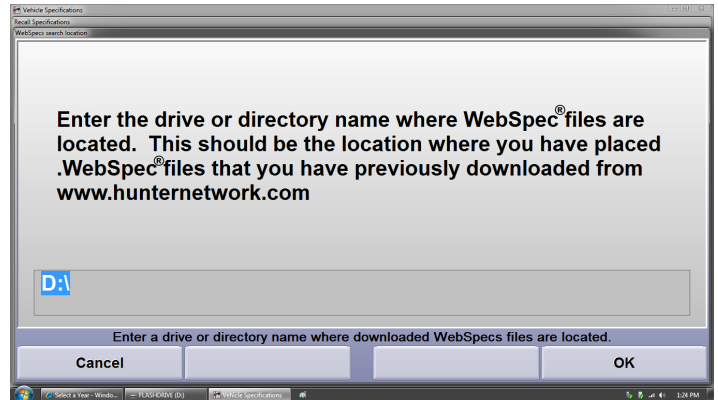 Vehicle Specifications
Recall Specifications
WebSpecs search location
Enter the drive or directory name where WebSpec® files are
located. This should be the location where you have placed
.WebSpec® files that you have previously downloaded from
www.hunternetwork.com
D:\
Enter a drive or directory name where downloaded WebSpecs files are located.
Cancel
OK
Select a Year - Windo... FLASHDRIVE (D:) Vehicle Specifications 1:24 PM